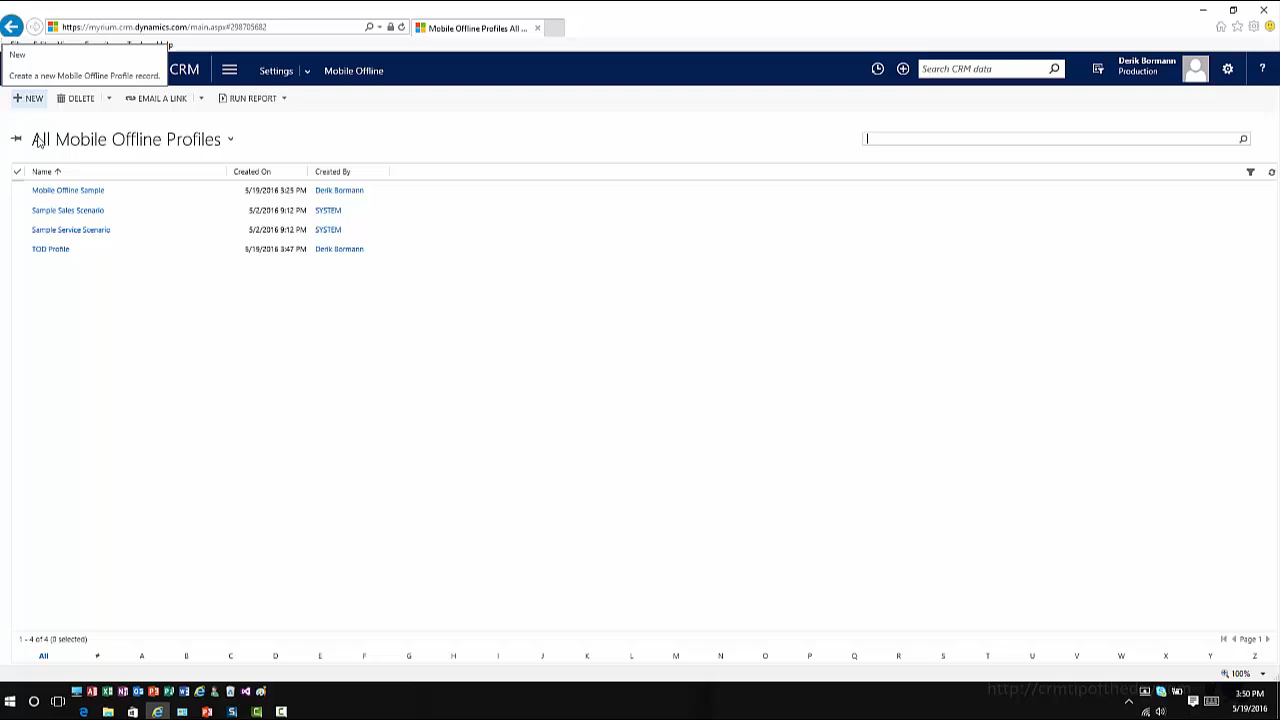 https://myrium.crm.dynamics.com/main.aspx#298705682
Mobile Offline Profiles All ...
New
Create a new Mobile Offline Profile record.
CRM
Settings
Mobile Offline
Search CRM data
Derik Bormann
Production
?
NEW
DELETE
EMAIL A LINK
RUN REPORT
All Mobile Offline Profiles
Name
Created On
Created By
Mobile Offline Sample 5/19/2016 3:23 PM Derik Bormann
Sample Sales Scenario 5/2/2016 9:12 PM SYSTEM
Sample Service Scenario 5/2/2016 9:12 PM SYSTEM
TOD Profile 5/19/2016 3:47 PM Derik Bormann
1 - 4 of 4 (0 selected)
Page 1
All # A B C D E F G H I J K L M N O P Q R S T U V W X Y Z
100%
3:50 PM
5/19/2016